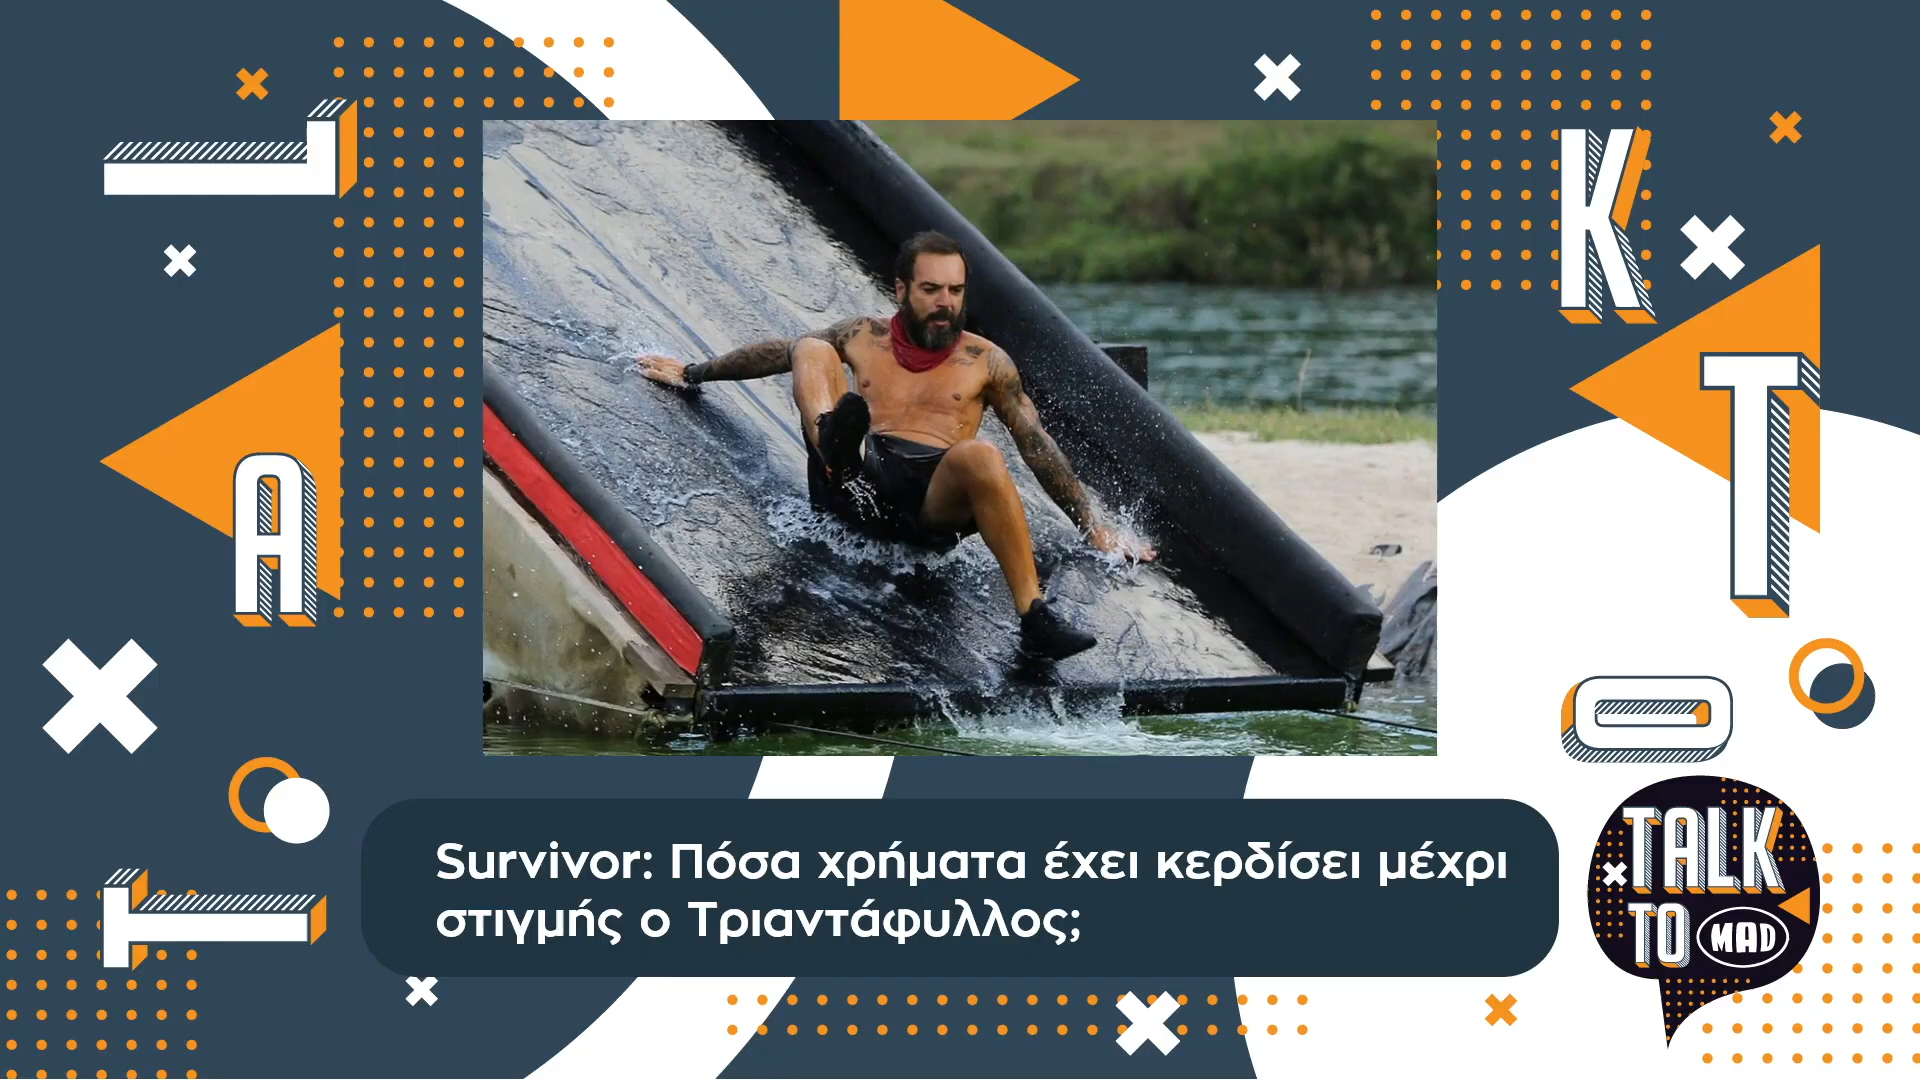 L
K
A
T
O
T
Survivor: Πόσα χρήματα έχει κερδίσει μέχρι
στιγμής ο Τριαντάφυλλος;
TALK
TO MAD